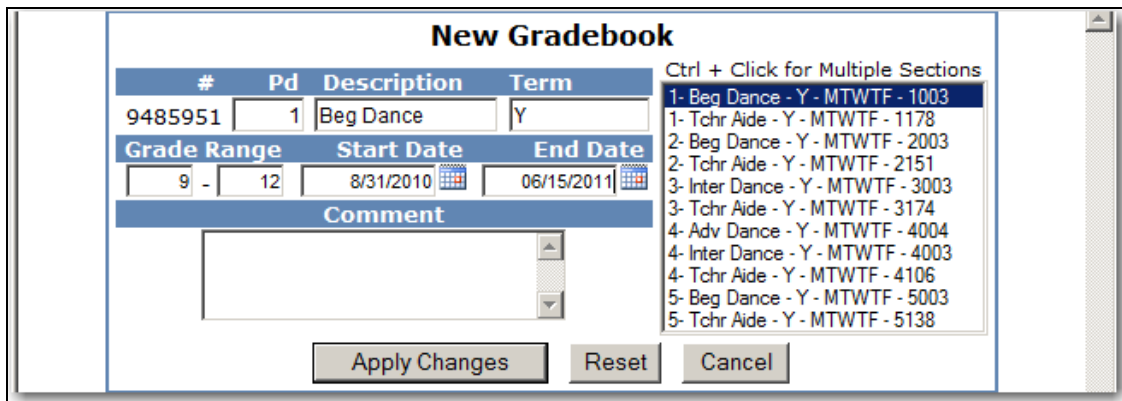 New Gradebook
# Pd Description Term
9485951 1 Beg Dance Y
Grade Range Start Date End Date
9 - 12 8/31/2010 06/15/2011
Comment
Ctrl + Click for Multiple Sections
1- Beg Dance - Y - MTWTF - 1003
1- Tchr Aide - Y - MTWTF - 1178
2- Beg Dance - Y - MTWTF - 2003
2- Tchr Aide - Y - MTWTF - 2151
3- Inter Dance - Y - MTWTF - 3003
3- Tchr Aide - Y - MTWTF - 3174
4- Adv Dance - Y - MTWTF - 4004
4- Inter Dance - Y - MTWTF - 4003
4- Tchr Aide - Y - MTWTF - 4106
5- Beg Dance - Y - MTWTF - 5003
5- Tchr Aide - Y - MTWTF - 5138
Apply Changes Reset Cancel